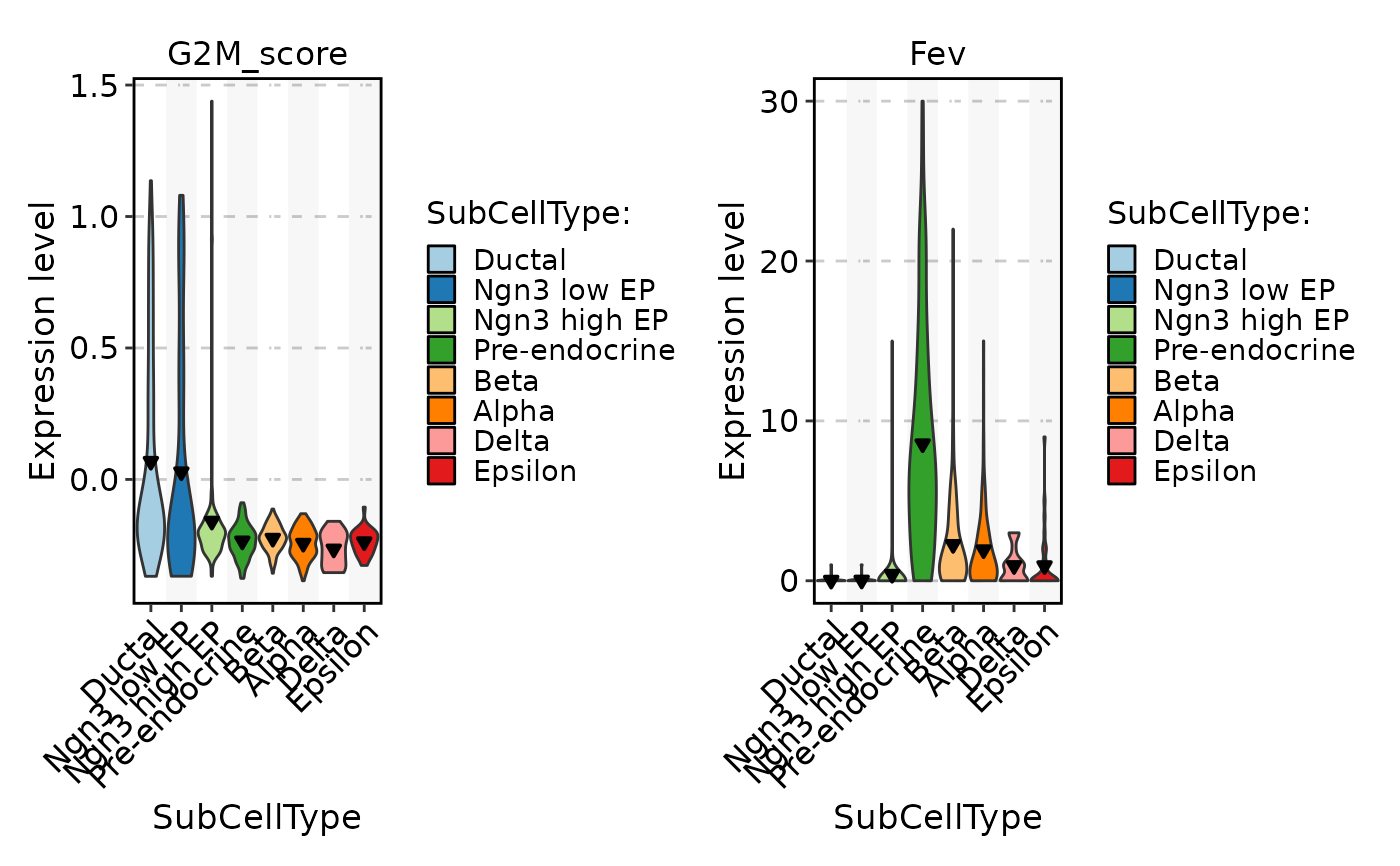 G2M_score
Expression level
1.5
1.0
0.5
0.0
Ductal
Ngn3 low EP
Ngn3 high EP
Pre-endocrine
Beta
Alpha
Delta
Epsilon
SubCellType
SubCellType:
Ductal
Ngn3 low EP
Ngn3 high EP
Pre-endocrine
Beta
Alpha
Delta
Epsilon
Fev
Expression level
30
20
10
0
Ductal
Ngn3 low EP
Ngn3 high EP
Pre-endocrine
Beta
Alpha
Delta
Epsilon
SubCellType
SubCellType:
Ductal
Ngn3 low EP
Ngn3 high EP
Pre-endocrine
Beta
Alpha
Delta
Epsilon